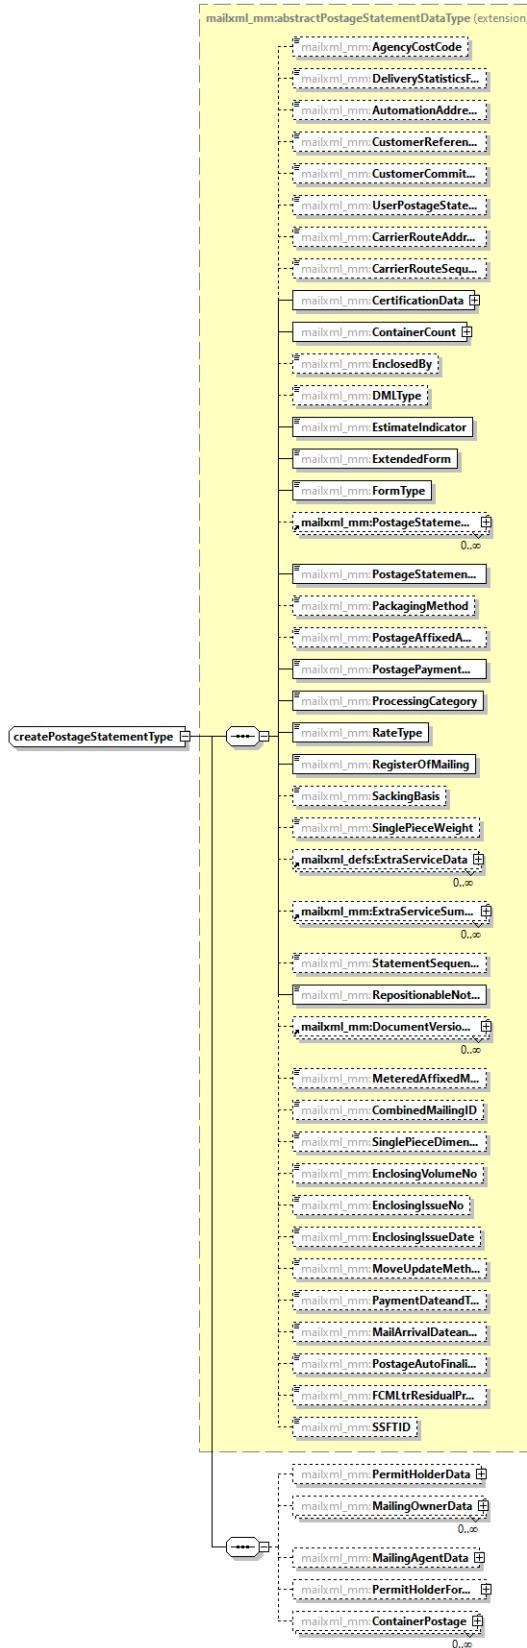 mailxml_mm:abstractPostageStatementDataType (extension)
mailxml_mm:AgencyCostCode
mailxml_mm:DeliveryStatisticsF...
mailxml_mm:AutomationAddre...
mailxml_mm:CustomerReferen...
mailxml_mm:CustomerCommit...
mailxml_mm:UserPostageState...
mailxml_mm:CarrierRouteAddr...
mailxml_mm:CarrierRouteSequ...
mailxml_mm:CertificationData
mailxml_mm:ContainerCount
mailxml_mm:EnclosedBy
mailxml_mm:DMLType
mailxml_mm:EstimateIndicator
mailxml_mm:ExtendedForm
mailxml_mm:FormType
mailxml_mm:PostageStateme...
0..∞
mailxml_mm:PostageStatemen...
mailxml_mm:PackagingMethod
mailxml_mm:PostageAffixedA...
mailxml_mm:PostagePayment...
mailxml_mm:ProcessingCategory
createPostageStatementType
mailxml_mm:RateType
mailxml_mm:RegisterOfMailing
mailxml_mm:SackingBasis
mailxml_mm:SinglePieceWeight
mailxml_defs:ExtraServiceData
0..∞
mailxml_mm:ExtraServiceSum...
0..∞
mailxml_mm:StatementSequen...
mailxml_mm:RepositionableNot...
mailxml_mm:DocumentVersio...
0..∞
mailxml_mm:MeteredAffixedM...
mailxml_mm:CombinedMailingID
mailxml_mm:SinglePieceDimen...
mailxml_mm:EnclosingVolumeNo
mailxml_mm:EnclosingIssueNo
mailxml_mm:EnclosingIssueDate
mailxml_mm:MoveUpdateMeth...
mailxml_mm:PaymentDateandT...
mailxml_mm:MailArrivalDatean...
mailxml_mm:PostageAutoFinali...
mailxml_mm:FCMLtrResidualPr...
mailxml_mm:SSFTID
mailxml_mm:PermitHolderData
mailxml_mm:MailingOwnerData
0..∞
mailxml_mm:MailingAgentData
mailxml_mm:PermitHolderFor...
mailxml_mm:ContainerPostage
0..∞